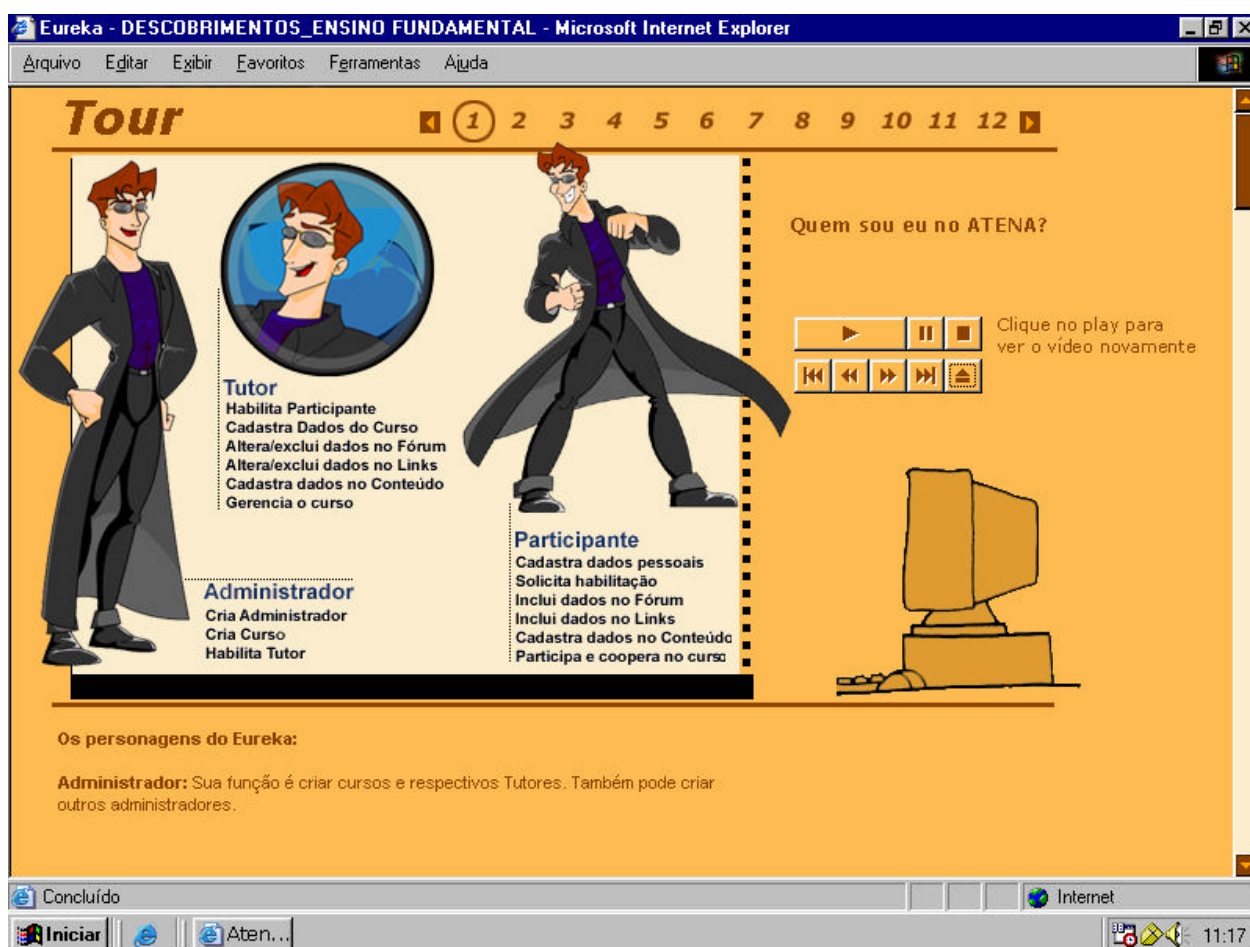 Eureka - DESCOBRIMENTOS_ENSINO FUNDAMENTAL - Microsoft Internet Explorer
Arquivo Editar Exibir Favoritos Ferramentas Ajuda
Tour
1 2 3 4 5 6 7 8 9 10 11 12
Quem sou eu no ATENA?
Clique no play para
ver o vídeo novamente
Tutor
Habilita Participante
Cadastra Dados do Curso
Altera/exclui dados no Fórum
Altera/exclui dados no Links
Cadastra dados no Conteúdo
Gerencia o curso
Participante
Cadastra dados pessoais
Solicita habilitação
Inclui dados no Fórum
Inclui dados no Links
Cadastra dados no Conteúdo
Participa e coopera no curso
Administrador
Cria Administrador
Cria Curso
Habilita Tutor
Os personagens do Eureka:
Administrador: Sua função é criar cursos e respectivos Tutores. Também pode criar
outros administradores.
Concluído
Internet
Iniciar
Aten...
11:17